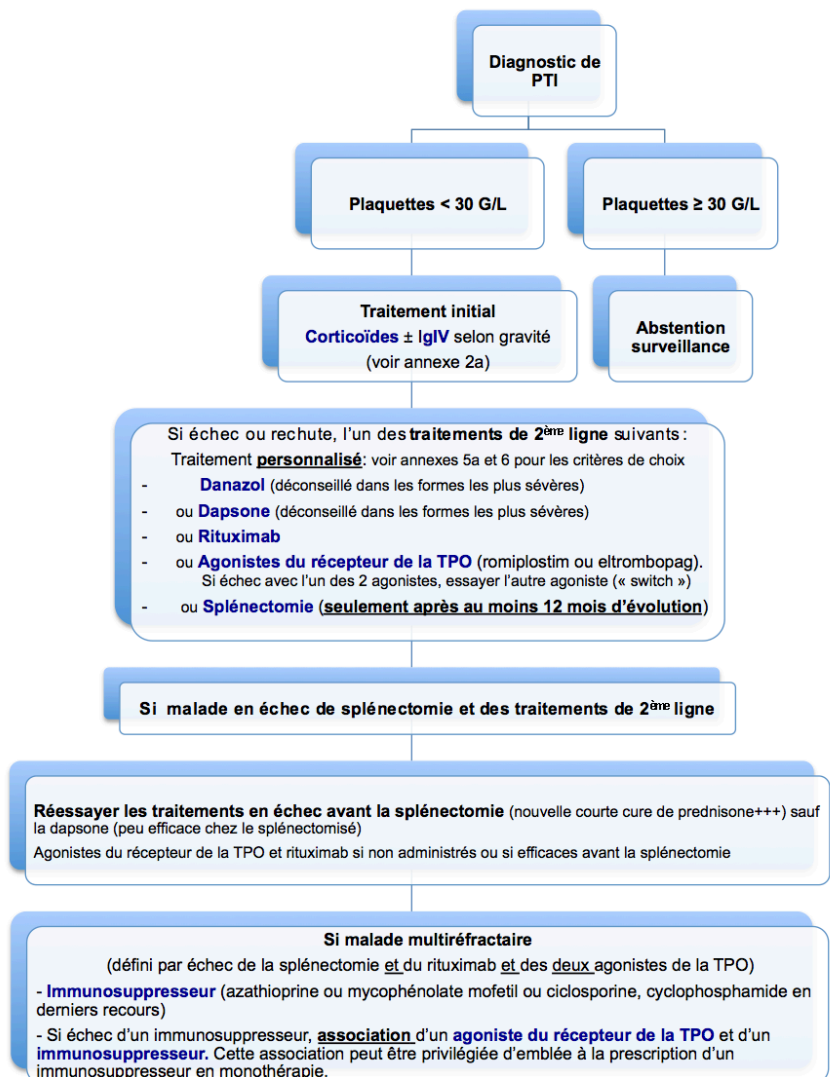 Diagnostic de
PTI
Plaquettes < 30 G/L
Plaquettes ≥ 30 G/L
Traitement initial
Corticoïdes ± IgIV selon gravité
(voir annexe 2a)
Abstention
surveillance
Si échec ou rechute, l'un des traitements de 2ème ligne suivants :
Traitement personnalisé: voir annexes 5a et 6 pour les critères de choix
- Danazol (déconseillé dans les formes les plus sévères)
- ou Dapsone (déconseillé dans les formes les plus sévères)
- ou Rituximab
- ou Agonistes du récepteur de la TPO (romiplostim ou eltrombopag).
Si échec avec l'un des 2 agonistes, essayer l'autre agoniste (« switch »)
- ou Splénectomie (seulement après au moins 12 mois d'évolution)
Si malade en échec de splénectomie et des traitements de 2ème ligne
Réessayer les traitements en échec avant la splénectomie (nouvelle courte cure de prednisone+++) sauf
la dapsone (peu efficace chez le splénectomisé)
Agonistes du récepteur de la TPO et rituximab si non administrés ou si efficaces avant la splénectomie
Si malade multiréfractaire
(défini par échec de la splénectomie et du rituximab et des deux agonistes de la TPO)
- Immunosuppresseur (azathioprine ou mycophénolate mofetil ou ciclosporine, cyclophosphamide en
derniers recours)
- Si échec d'un immunosuppresseur, association d'un agoniste du récepteur de la TPO et d'un
immunosuppresseur. Cette association peut être privilégiée d'emblée à la prescription d'un
immunosuppresseur en monothérapie.